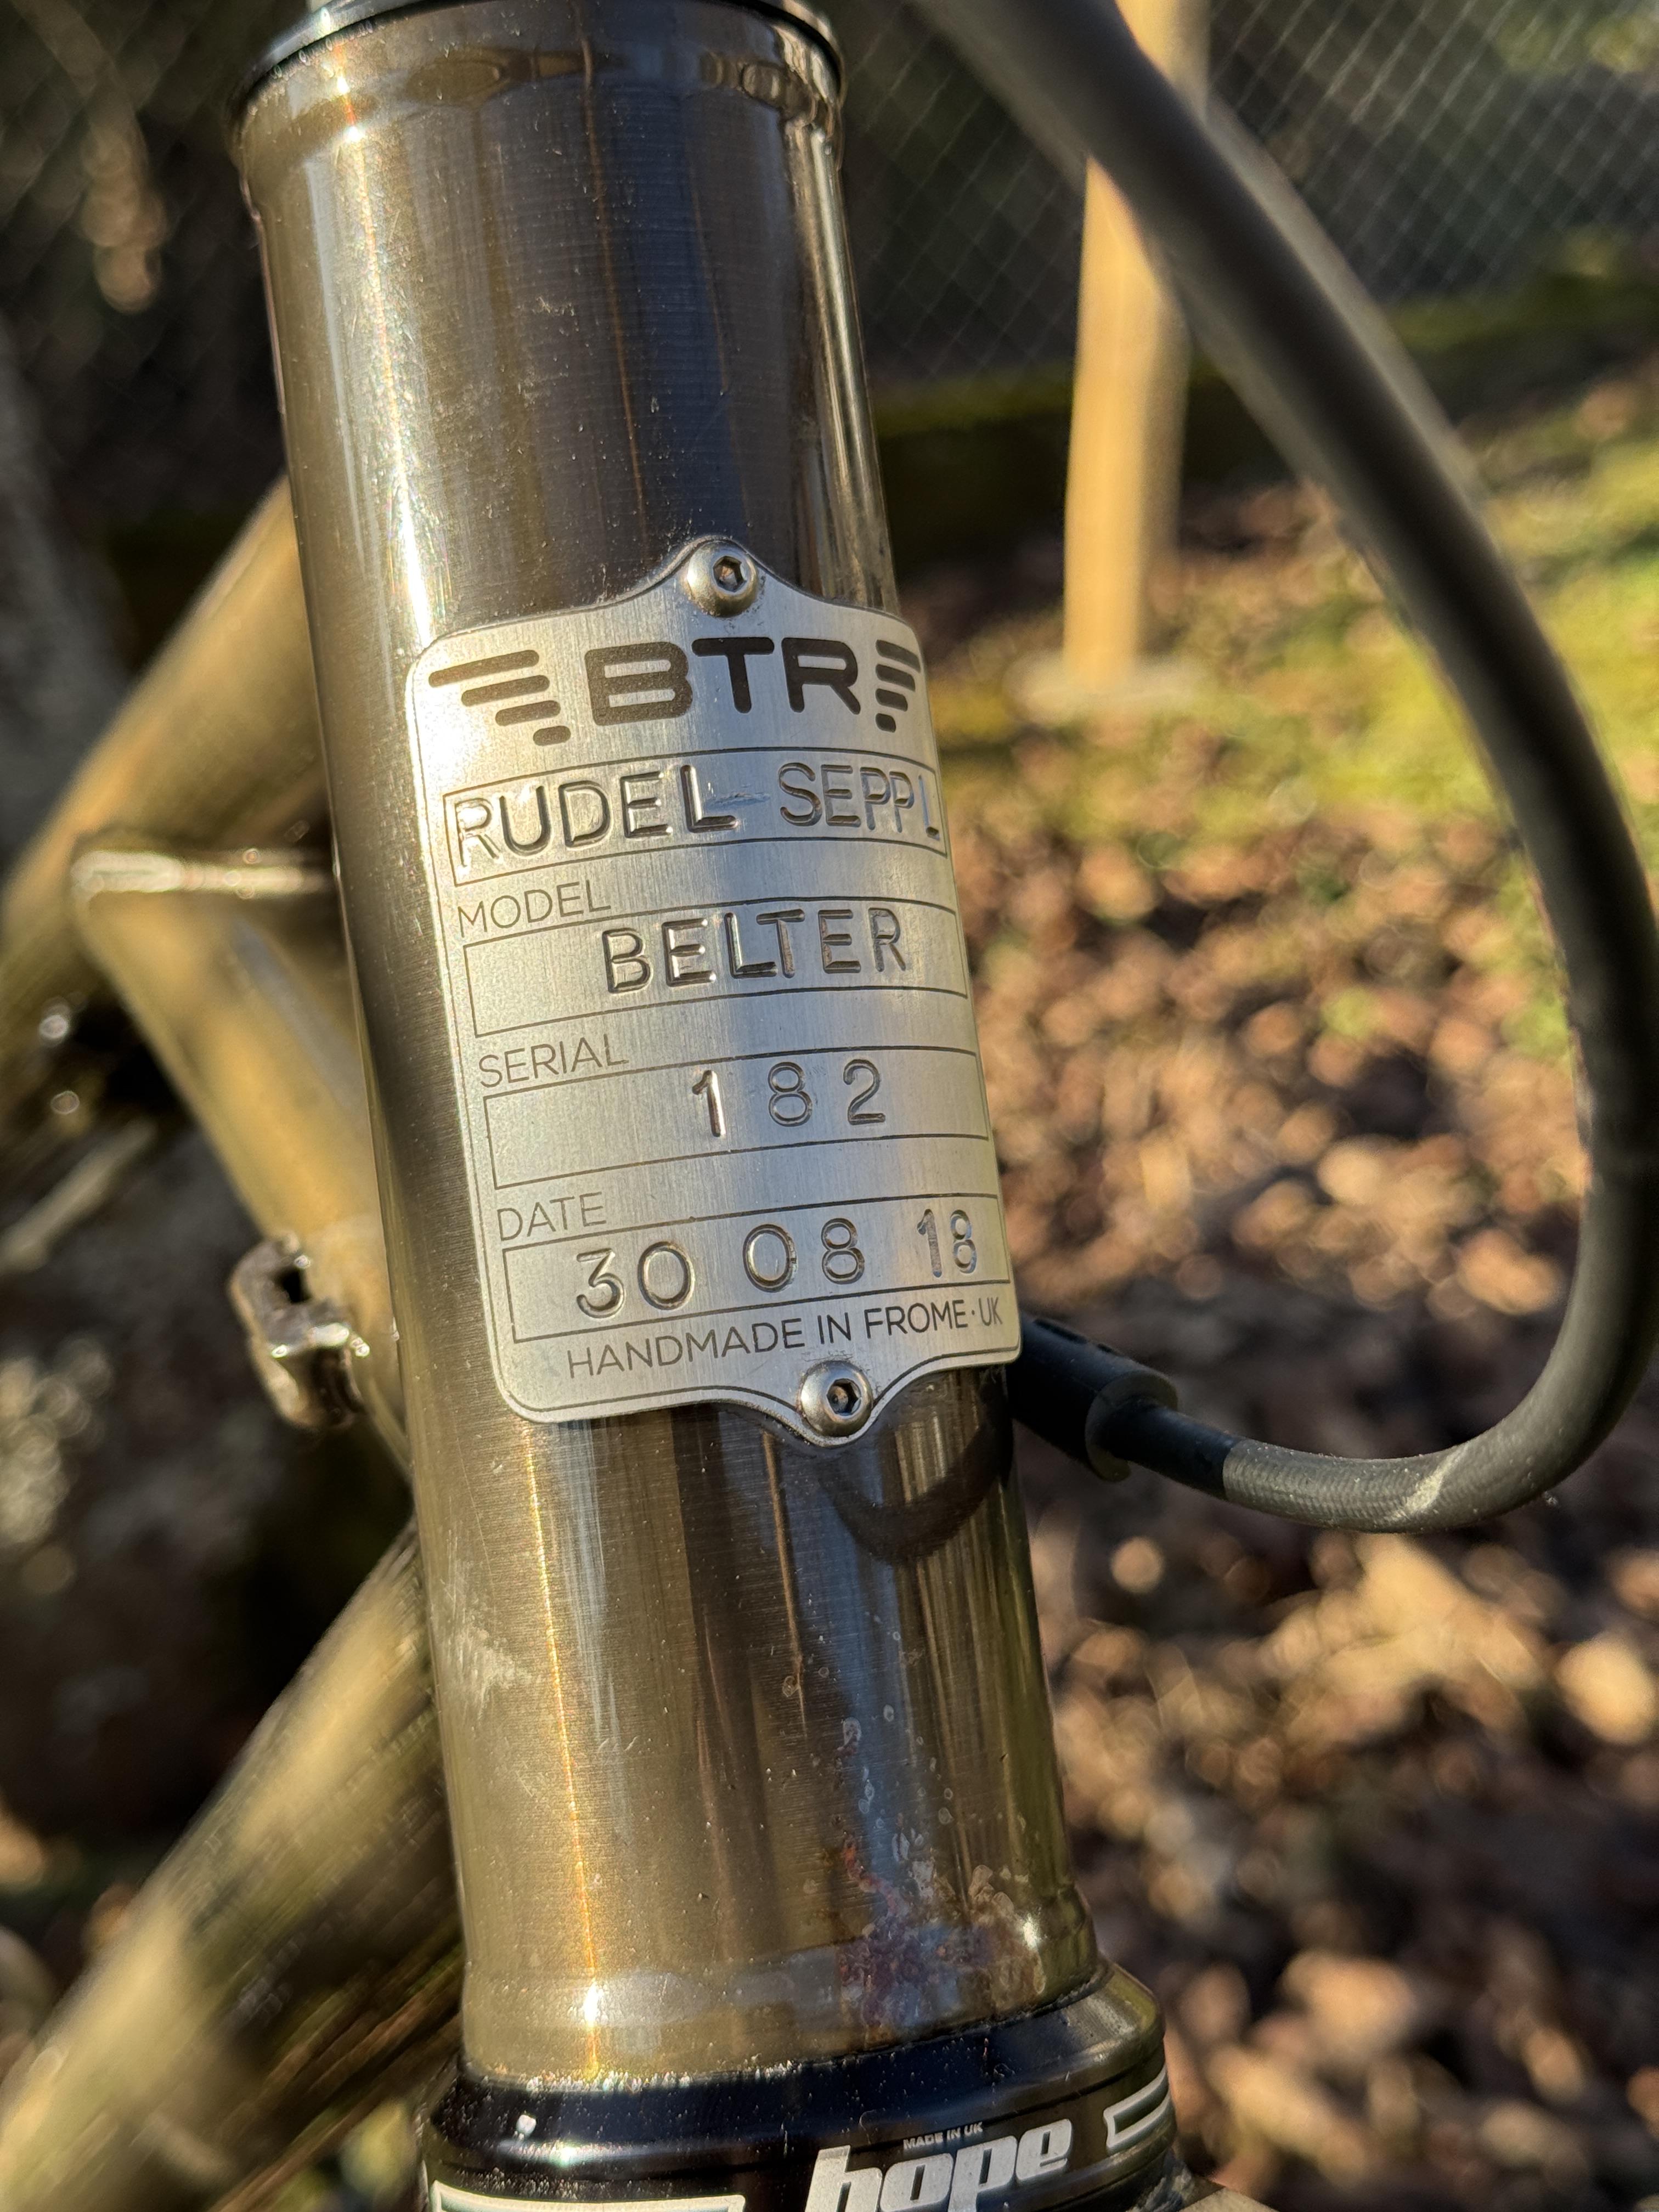 BTR
RUDEL SEPPL
MODEL
BELTER
SERIAL
182
DATE
30 08 18
HANDMADE IN FROME·UK
MADE IN UK
hope